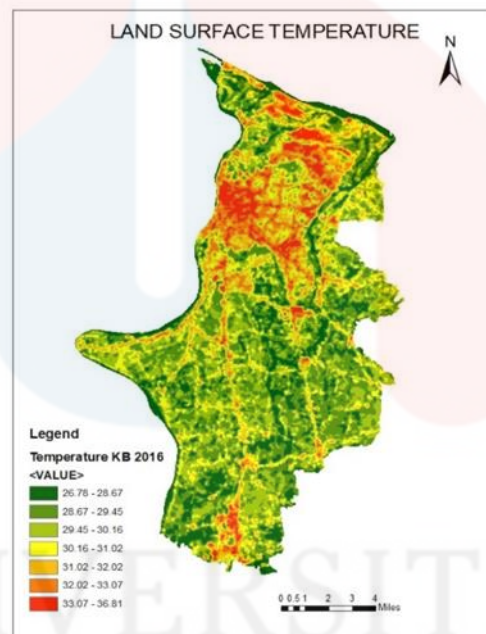 LAND SURFACE TEMPERATURE
N
Legend
Temperature KB 2016
<VALUE>
26.78 - 28.67
28.67 - 29.45
29.45 - 30.16
30.16 - 31.02
31.02 - 32.02
32.02 - 33.07
33.07 - 36.81
0 0.5 1 2 3 4
Miles
VERSIT